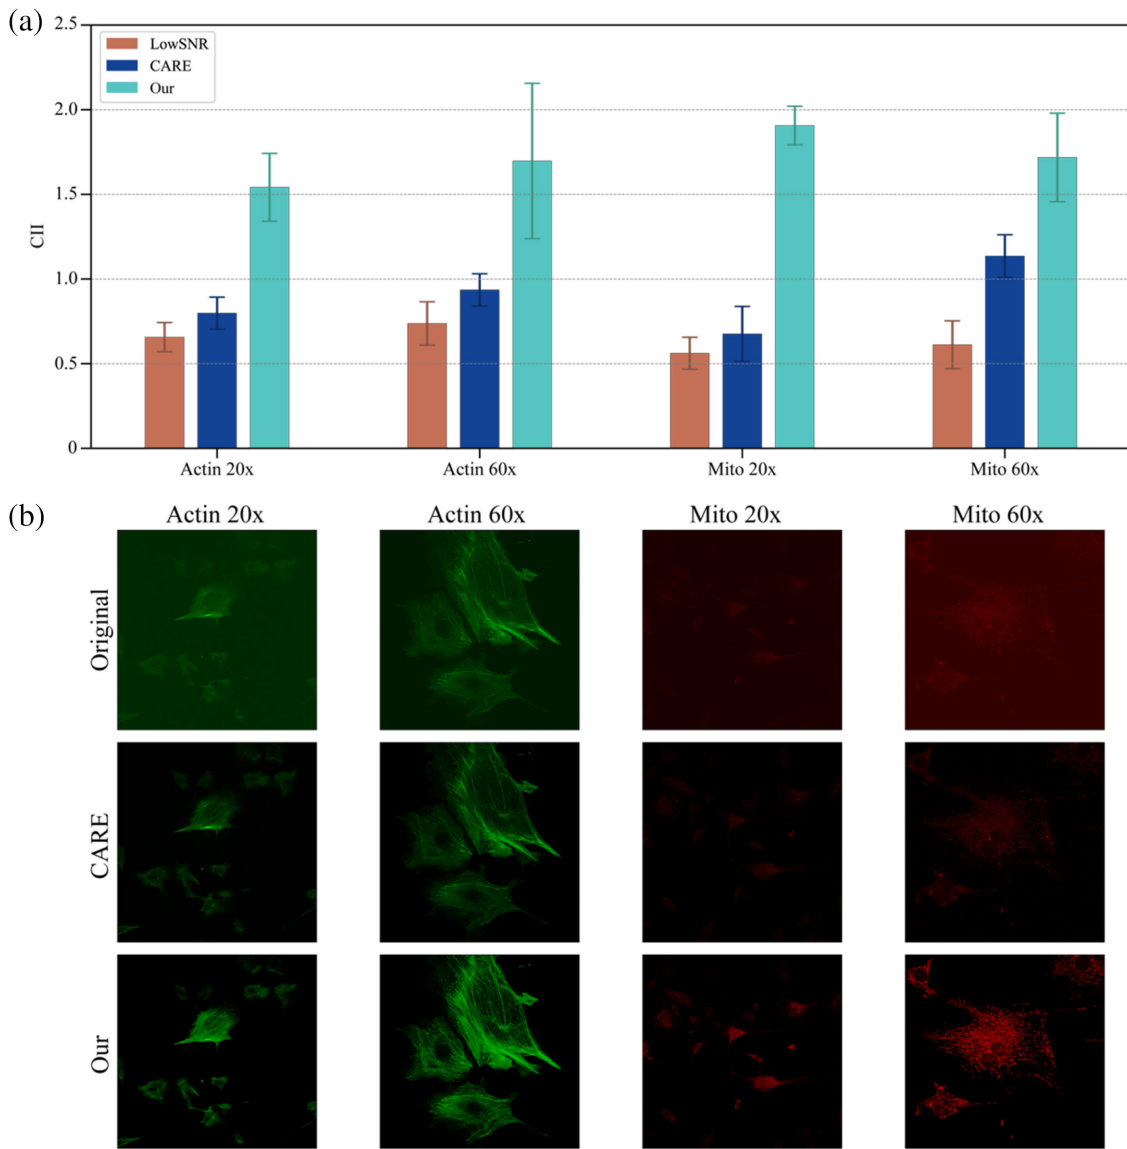 (a)
2.5
2.0
1.5
1.0
0.5
0
CII
LowSNR
CARE
Our
Actin 20x
Actin 60x
Mito 20x
Mito 60x
(b)
Actin 20x
Actin 60x
Mito 20x
Mito 60x
Original
CARE
Our